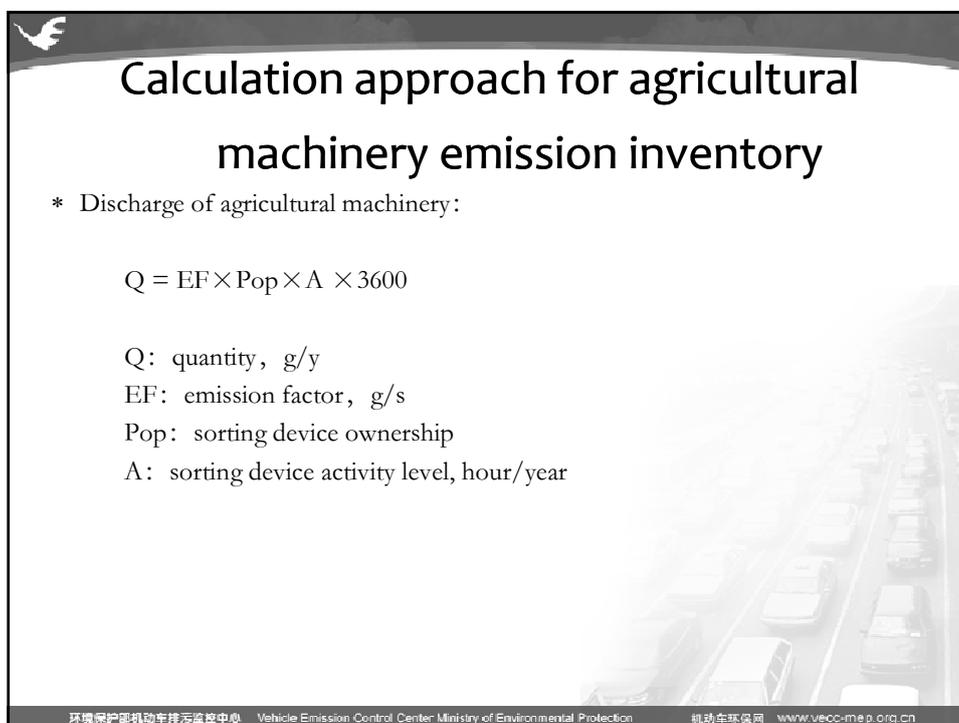 Calculation approach for agricultural
machinery emission inventory
* Discharge of agricultural machinery：
Q = EF×Pop×A ×3600
Q： quantity，g/y
EF： emission factor，g/s
Pop： sorting device ownership
A： sorting device activity level, hour/year
环境保护部机动车排污监控中心 Vehicle Emission Control Center Ministry of Environmental Protection 机动车环保网 www.vecc-mep.org.cn